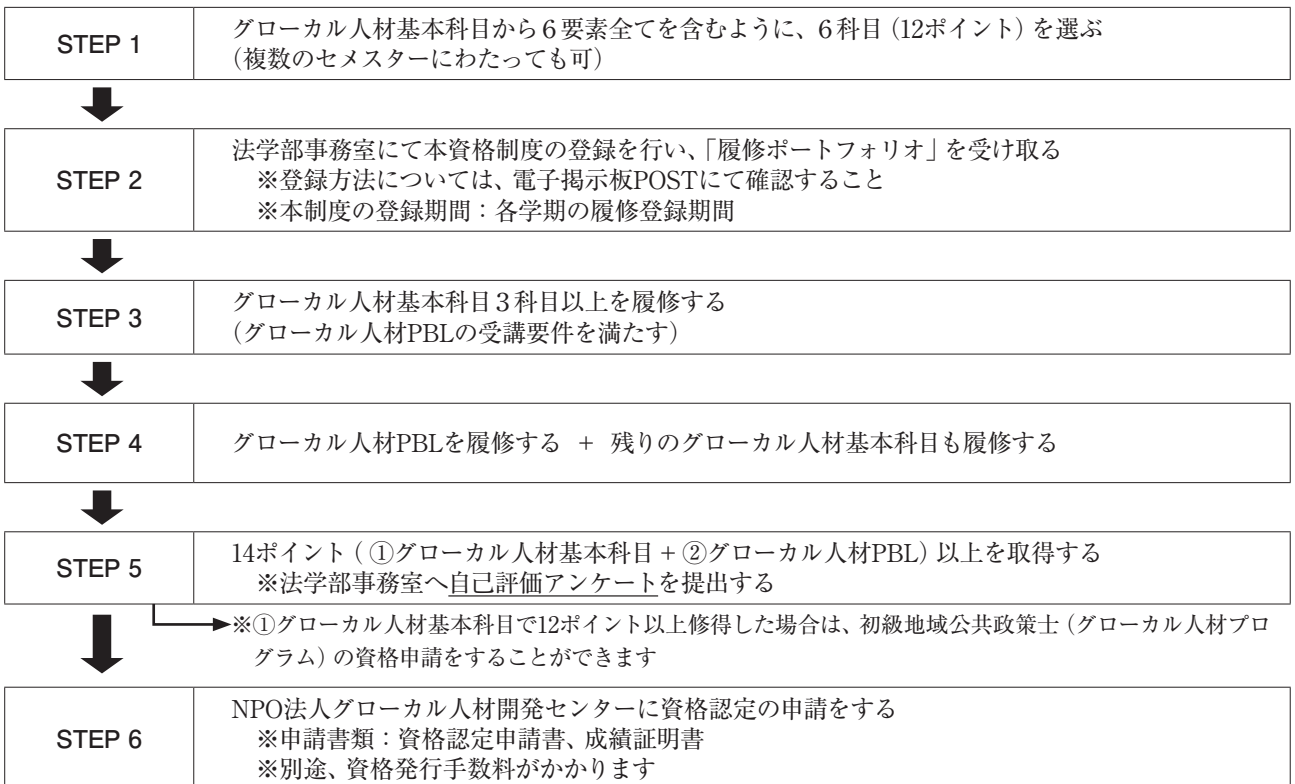 STEP 1
グローカル人材基本科目から６要素全てを含むように、６科目（12ポイント）を選ぶ
（複数のセメスターにわたっても可）
STEP 2
法学部事務室にて本資格制度の登録を行い、「履修ポートフォリオ」を受け取る
※登録方法については、電子掲示板POSTにて確認すること
※本制度の登録期間：各学期の履修登録期間
STEP 3
グローカル人材基本科目３科目以上を履修する
（グローカル人材PBLの受講要件を満たす）
STEP 4
グローカル人材PBLを履修する ＋ 残りのグローカル人材基本科目も履修する
STEP 5
14ポイント（①グローカル人材基本科目＋②グローカル人材PBL）以上を取得する
※法学部事務室へ自己評価アンケートを提出する
※①グローカル人材基本科目で12ポイント以上修得した場合は、初級地域公共政策士（グローカル人材プロ
グラム）の資格申請をすることができます
STEP 6
NPO法人グローカル人材開発センターに資格認定の申請をする
※申請書類：資格認定申請書、成績証明書
※別途、資格発行手数料がかかります